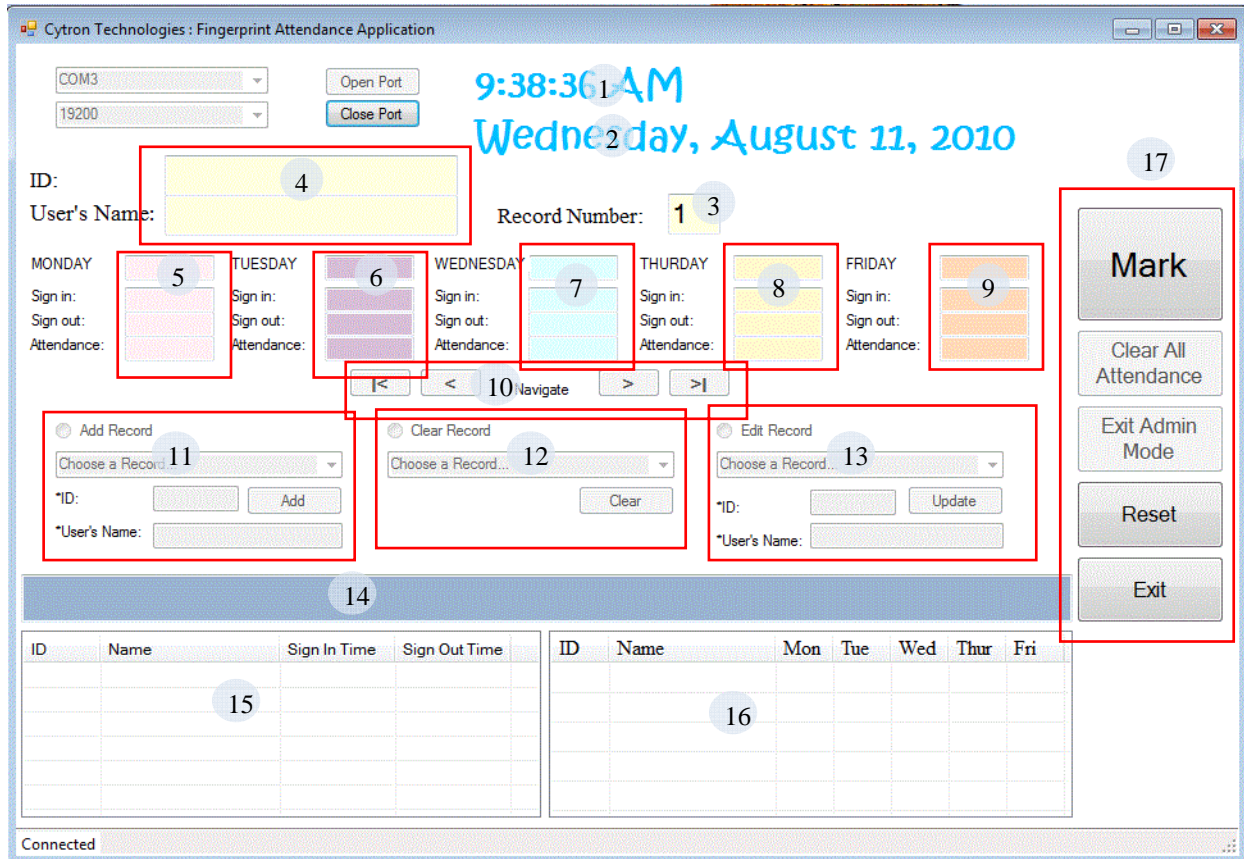 Cytron Technologies : Fingerprint Attendance Application
COM3
Open Port
19200
Close Port
9:38:36 AM
1
Wednesday, August 11, 2010
2
17
ID:
4
User's Name:
Record Number: 1
3
MONDAY
5
TUESDAY
6
WEDNESDAY
7
THURDAY
8
FRIDAY
9
Sign in: Sign in: Sign in: Sign in: Sign in:
Sign out: Sign out: Sign out: Sign out: Sign out:
Attendance: Attendance: Attendance: Attendance: Attendance:
|< < 10 Navigate > >|
Add Record
11
Choose a Record...
*ID:
Add
*User's Name:
Clear Record
12
Choose a Record...
Clear
Edit Record
13
Choose a Record...
*ID:
Update
*User's Name:
Mark
Clear All
Attendance
Exit Admin
Mode
Reset
Exit
14
ID Name Sign In Time Sign Out Time
15
ID Name Mon Tue Wed Thur Fri
16
Connected